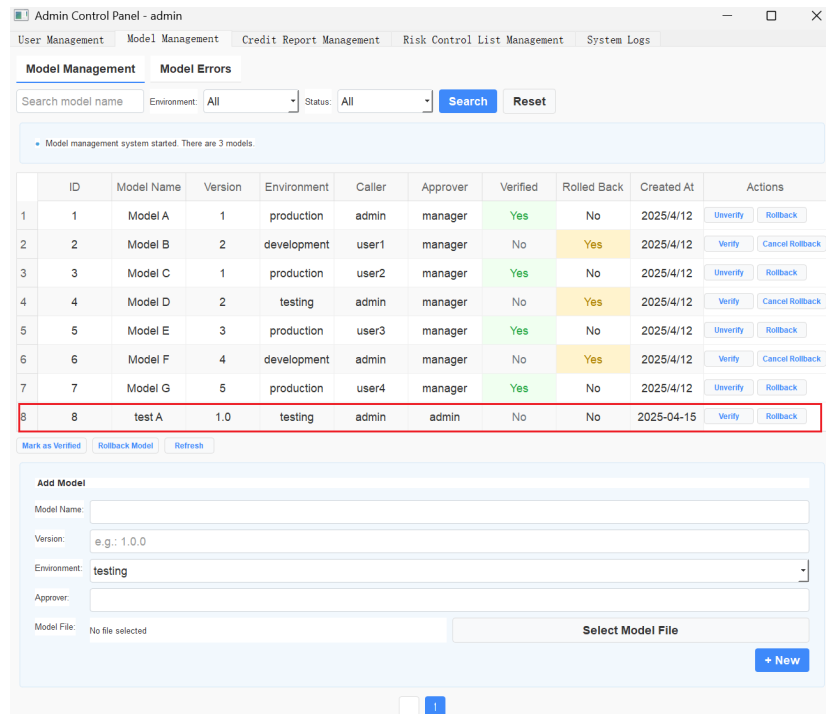 Admin Control Panel - admin
User Management Model Management Credit Report Management Risk Control List Management System Logs
Model Management Model Errors
Search model name Environment: All Status: All Search Reset
• Model management system started. There are 3 models.
ID Model Name Version Environment Caller Approver Verified Rolled Back Created At Actions
1 1 Model A 1 production admin manager Yes No 2025/4/12 Unverify Rollback
2 2 Model B 2 development user1 manager No Yes 2025/4/12 Verify Cancel Rollback
3 3 Model C 1 production user2 manager Yes No 2025/4/12 Unverify Rollback
4 4 Model D 2 testing admin manager No Yes 2025/4/12 Verify Cancel Rollback
5 5 Model E 3 production user3 manager Yes No 2025/4/12 Unverify Rollback
6 6 Model F 4 development admin manager No Yes 2025/4/12 Verify Cancel Rollback
7 7 Model G 5 production user4 manager Yes No 2025/4/12 Unverify Rollback
8 8 test A 1.0 testing admin admin No No 2025-04-15 Verify Rollback
Mark as Verified Rollback Model Refresh
Add Model
Model Name:
Version: e.g.: 1.0.0
Environment: testing
Approver:
Model File: No file selected Select Model File
+ New